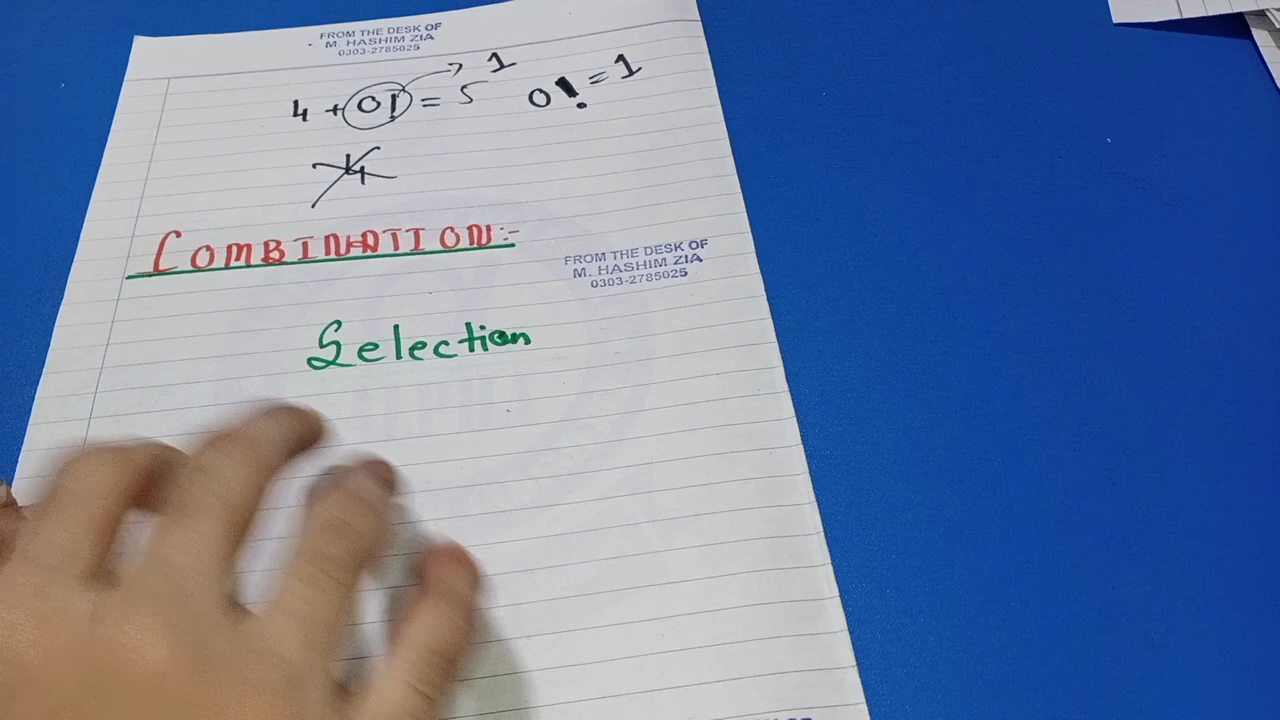 FROM THE DESK OF
M. HASHIM ZIA
0303-2785025
1
4 + 0! = 5
0! = 1
4
COMBINATION:-
FROM THE DESK OF
M. HASHIM ZIA
0303-2785025
Selection